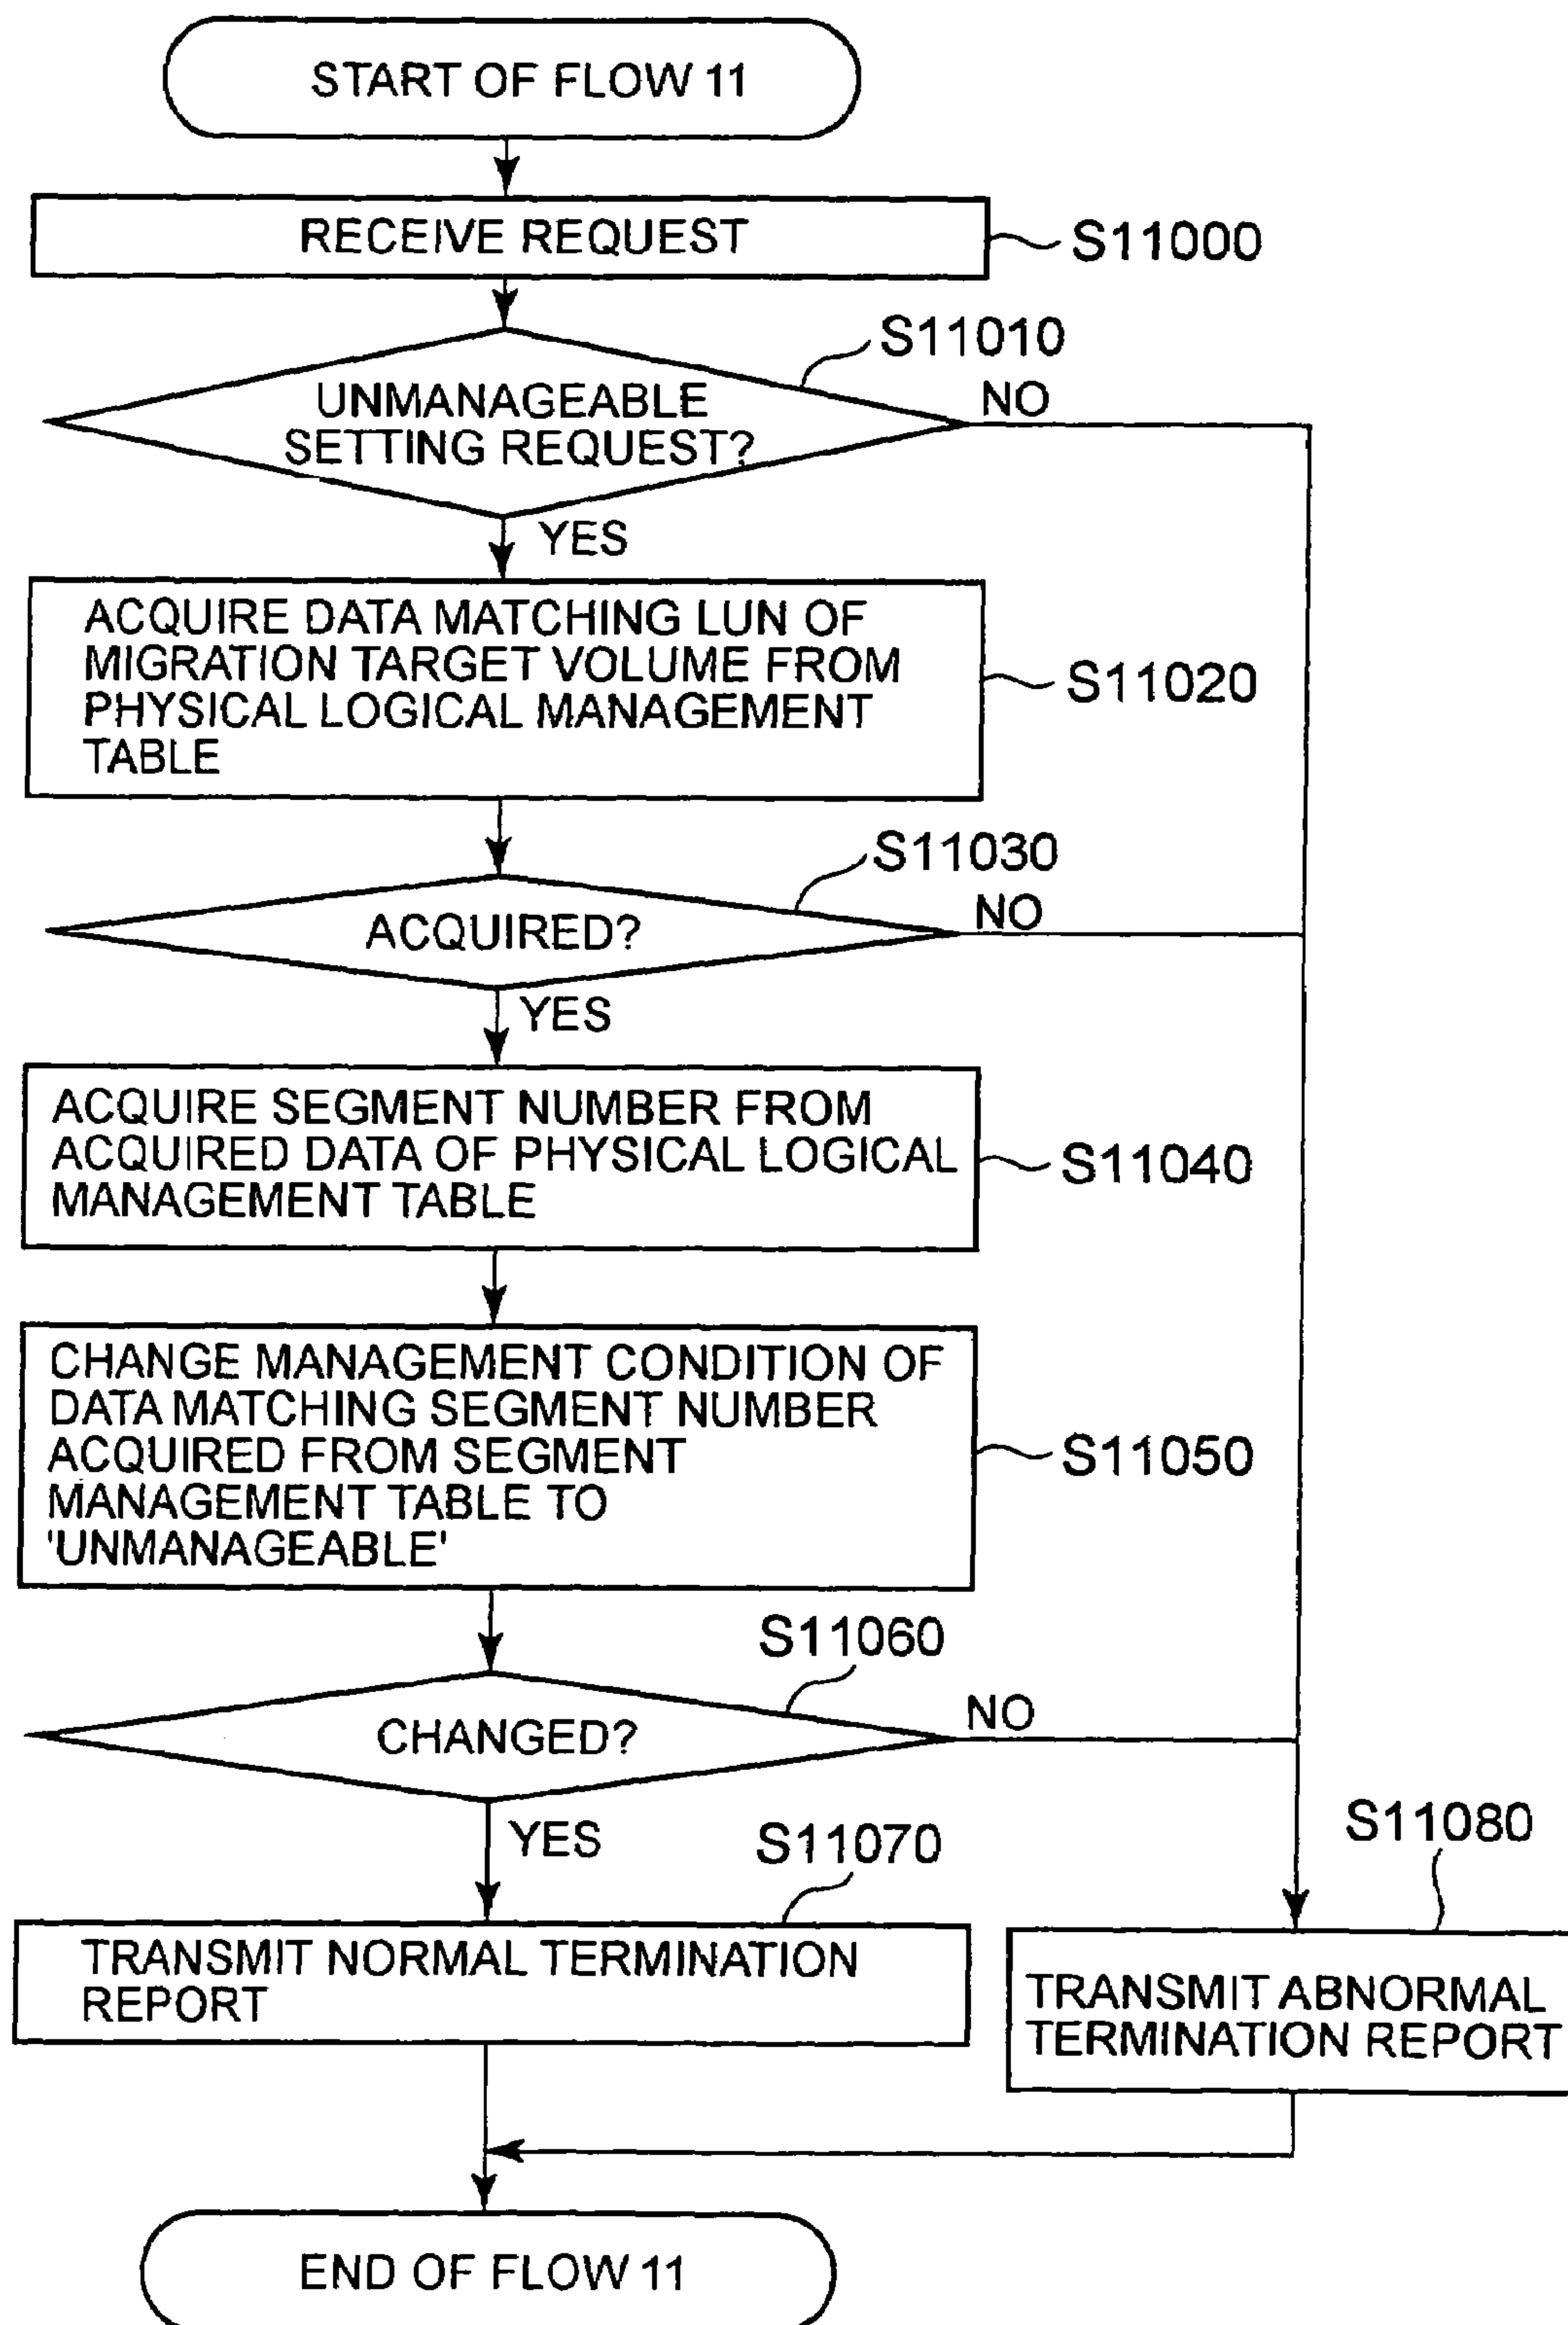 START OF FLOW 11
RECEIVE REQUEST
S11000
S11010
UNMANAGEABLE
SETTING REQUEST?
NO
YES
ACQUIRE DATA MATCHING LUN OF
MIGRATION TARGET VOLUME FROM
PHYSICAL LOGICAL MANAGEMENT
TABLE
S11020
S11030
ACQUIRED?
NO
YES
ACQUIRE SEGMENT NUMBER FROM
ACQUIRED DATA OF PHYSICAL LOGICAL
MANAGEMENT TABLE
S11040
CHANGE MANAGEMENT CONDITION OF
DATA MATCHING SEGMENT NUMBER
ACQUIRED FROM SEGMENT
MANAGEMENT TABLE TO
'UNMANAGEABLE'
S11050
S11060
CHANGED?
NO
YES
S11070
TRANSMIT NORMAL TERMINATION
REPORT
S11080
TRANSMIT ABNORMAL
TERMINATION REPORT
END OF FLOW 11